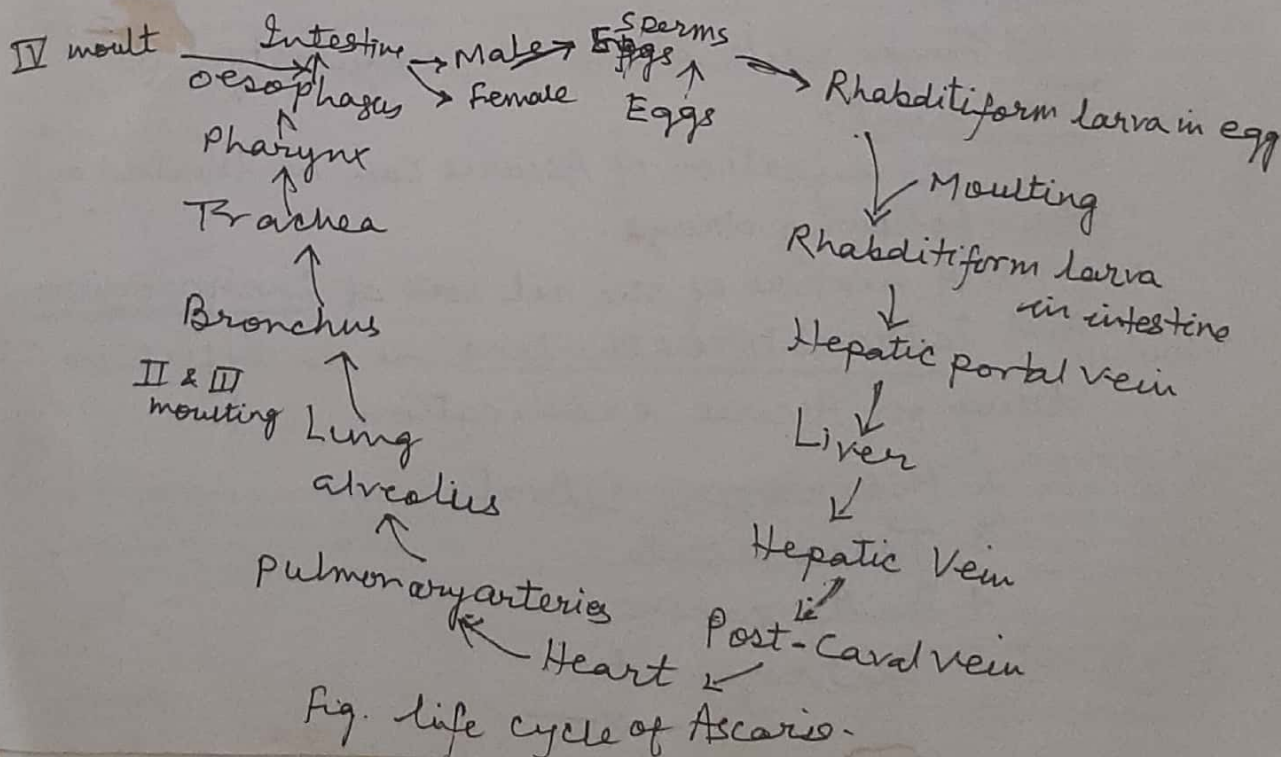 IV moult → Intestine → Male → Sperms
Oesophagus → Female Eggs
Eggs
Rhabditiform larva in egg
Pharynx
Moulting
Trachea
Rhabditiform larva
in intestine
Bronchus
Hepatic portal vein
II & III
moulting
Lung
alveolius
Liver
Hepatic Vein
Pulmonary arteries
Post-Caval vein
Heart
Fig. life cycle of Ascaris.